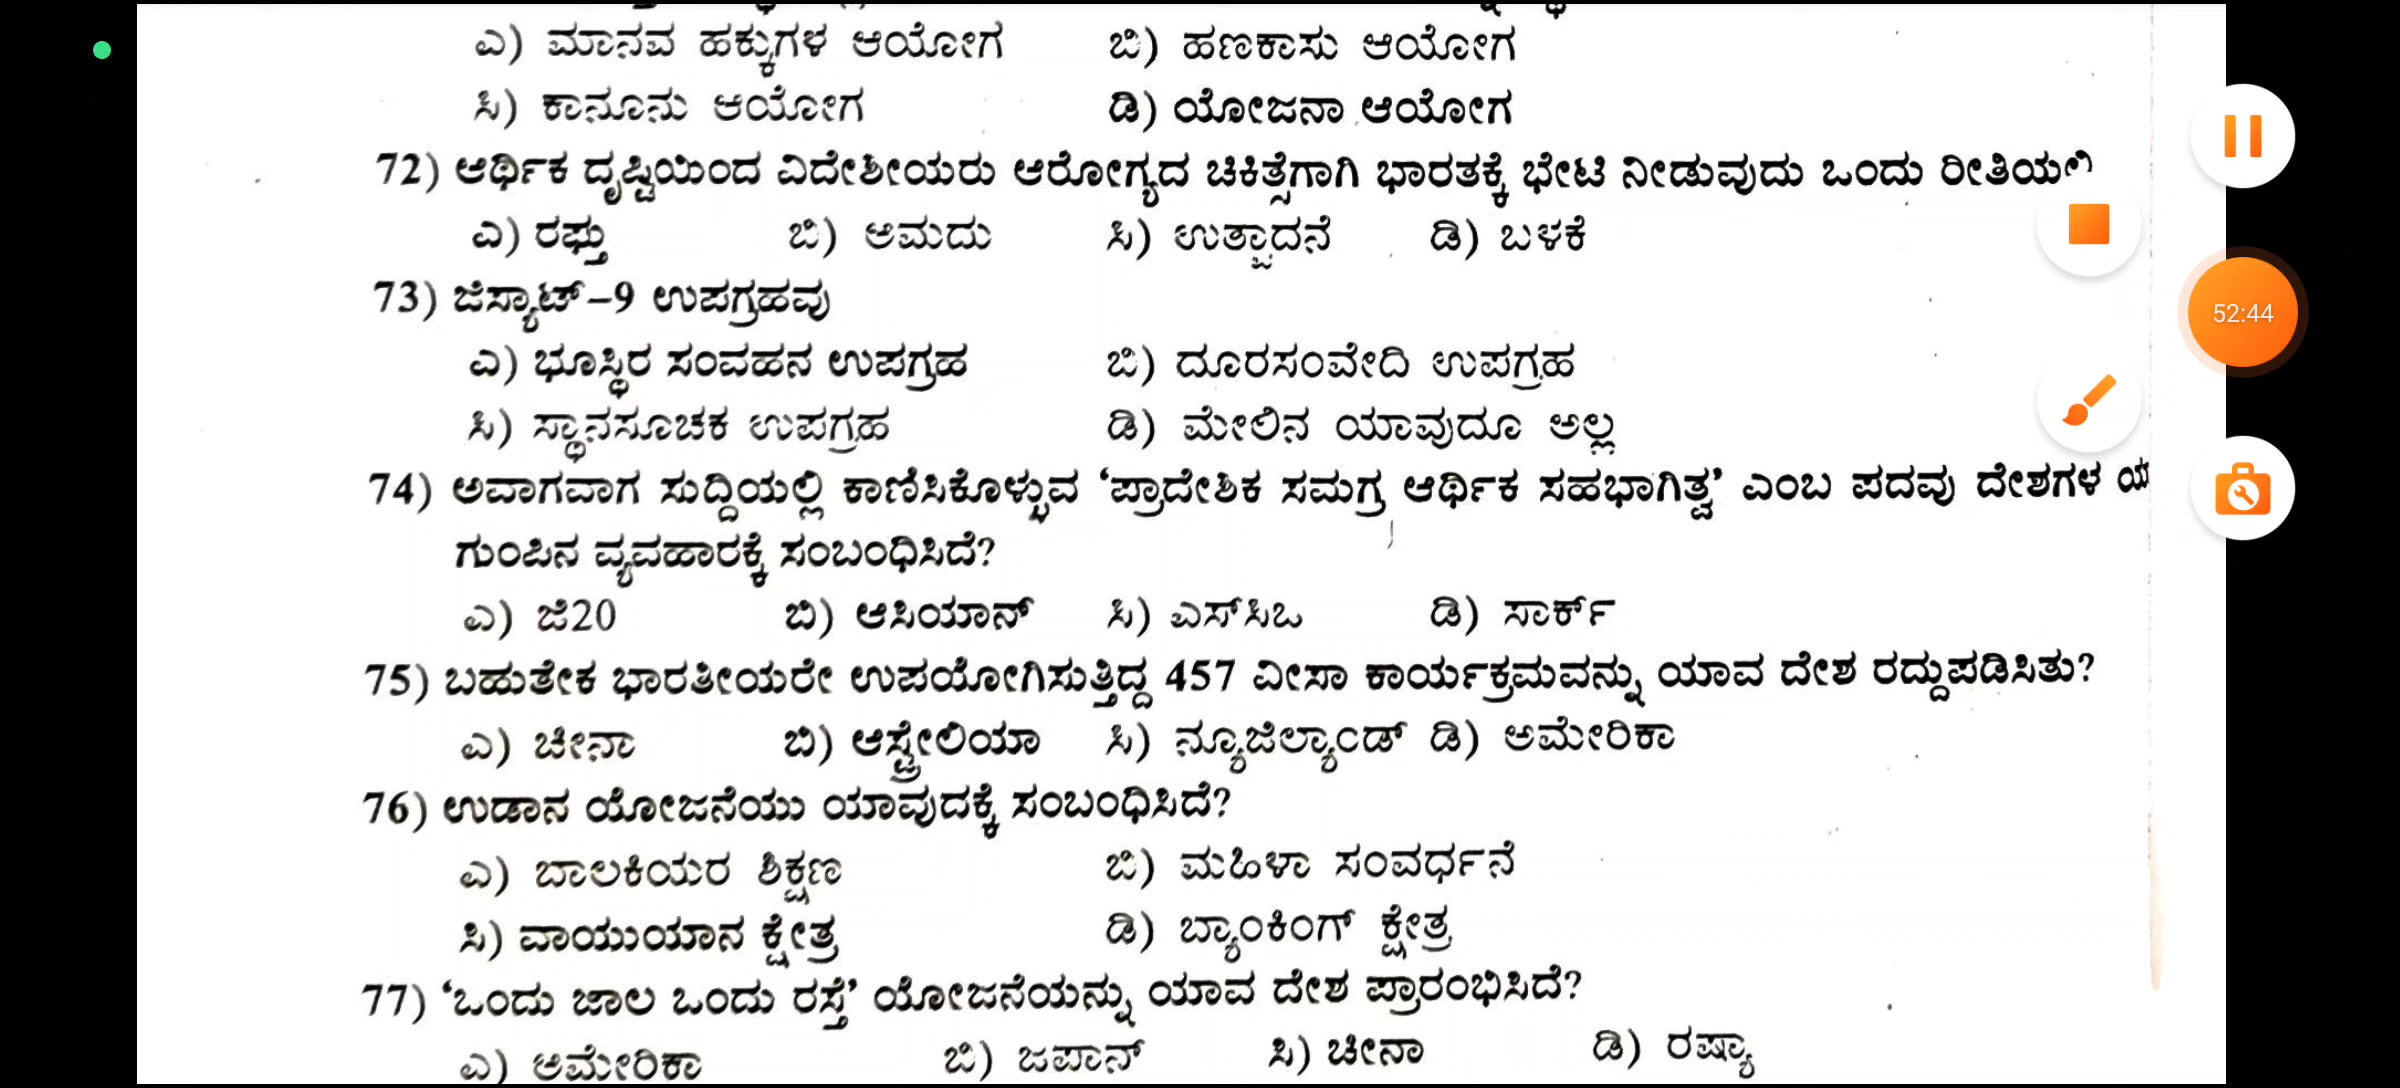 ಎ) ಮಾನವ ಹಕ್ಕುಗಳ ಆಯೋಗ ಬಿ) ಹಣಕಾಸು ಆಯೋಗ
ಸಿ) ಕಾನೂನು ಆಯೋಗ ಡಿ) ಯೋಜನಾ ಆಯೋಗ
72) ಆರ್ಥಿಕ ದೃಷ್ಟಿಯಿಂದ ವಿದೇಶೀಯರು ಆರೋಗ್ಯದ ಚಿಕಿತ್ಸೆಗಾಗಿ ಭಾರತಕ್ಕೆ ಭೇಟಿ ನೀಡುವುದು ಒಂದು
ಎ) ರಫ್ತು ಬಿ) ಆಮದು ಸಿ) ಉತ್ಪಾದನೆ ಡಿ) ಬಳಕೆ
73) ಜಿಸ್ಯಾಟ್-9 ಉಪಗ್ರಹವು
52:44
ಎ) ಭೂಸ್ಥಿರ ಸಂವಹನ ಉಪಗ್ರಹ ಬಿ) ದೂರಸಂವೇದಿ ಉಪಗ್ರಹ
ಸಿ) ಸ್ಥಾನಸೂಚಕ ಉಪಗ್ರಹ ಡಿ) ಮೇಲಿನ ಯಾವುದೂ ಅಲ್ಲ
74) ಅವಾಗವಾಗ ಸುದ್ದಿಯಲ್ಲಿ ಕಾಣಿಸಿಕೊಳ್ಳುವ ‘ಪ್ರಾದೇಶಿಕ ಸಮಗ್ರ ಆರ್ಥಿಕ ಸಹಭಾಗಿತ್ವ’ ಎಂಬ ಪದವು ದೇಶಗಳ
ಗುಂಪಿನ ವ್ಯವಹಾರಕ್ಕೆ ಸಂಬಂಧಿಸಿದೆ?
ಎ) ಜಿ20 ಬಿ) ಆಸಿಯಾನ್ ಸಿ) ಎಸ್‌ಸಿಒ ಡಿ) ಸಾರ್ಕ್
75) ಬಹುತೇಕ ಭಾರತೀಯರೇ ಉಪಯೋಗಿಸುತ್ತಿದ್ದ 457 ವೀಸಾ ಕಾರ್ಯಕ್ರಮವನ್ನು ಯಾವ ದೇಶ ರದ್ದುಪಡಿಸಿತು?
ಎ) ಚೀನಾ ಬಿ) ಆಸ್ಟ್ರೇಲಿಯಾ ಸಿ) ನ್ಯೂಜಿಲ್ಯಾಂಡ್ ಡಿ) ಅಮೇರಿಕಾ
76) ಉಡಾನ ಯೋಜನೆಯು ಯಾವುದಕ್ಕೆ ಸಂಬಂಧಿಸಿದೆ?
ಎ) ಬಾಲಕಿಯರ ಶಿಕ್ಷಣ ಬಿ) ಮಹಿಳಾ ಸಂವರ್ಧನೆ
ಸಿ) ವಾಯುಯಾನ ಕ್ಷೇತ್ರ ಡಿ) ಬ್ಯಾಂಕಿಂಗ್ ಕ್ಷೇತ್ರ
77) ‘ಒಂದು ಜಾಲ ಒಂದು ರಸ್ತೆ’ ಯೋಜನೆಯನ್ನು ಯಾವ ದೇಶ ಪ್ರಾರಂಭಿಸಿದೆ?
ಎ) ಅಮೇರಿಕಾ ಬಿ) ಜಪಾನ್ ಸಿ) ಚೀನಾ ಡಿ) ರಷ್ಯಾ